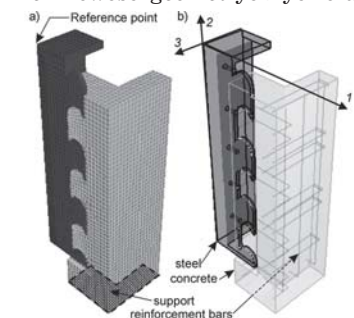 a)
b)
Reference point
2
3
1
steel
concrete
support
reinforcement bars